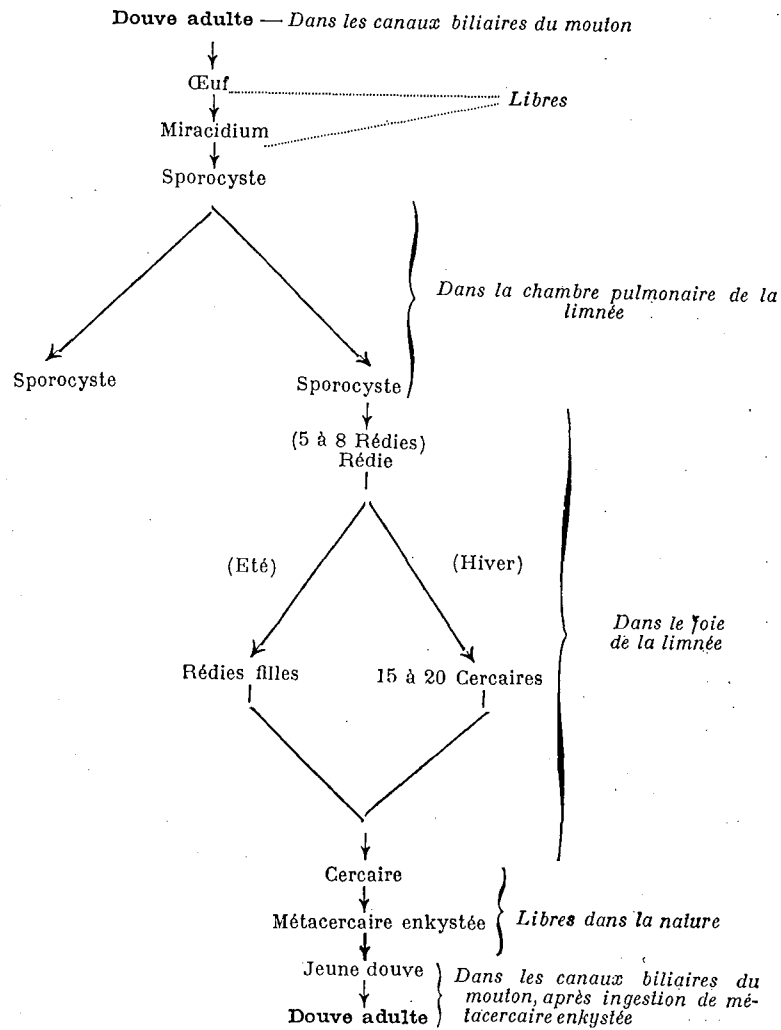 Douve adulte — Dans les canaux biliaires du mouton
Œuf
Libres
Miracidium
Sporocyste
Dans la chambre pulmonaire de la
limnée
Sporocyste
Sporocyste
(5 à 8 Rédies)
Rédie
(Eté)
(Hiver)
Dans le foie
de la limnée
Rédies filles
15 à 20 Cercaires
Cercaire
Métacercaire enkystée
Libres dans la nature
Jeune douve
Douve adulte
Dans les canaux biliaires du
mouton, après ingestion de mé-
tacercaire enkystée